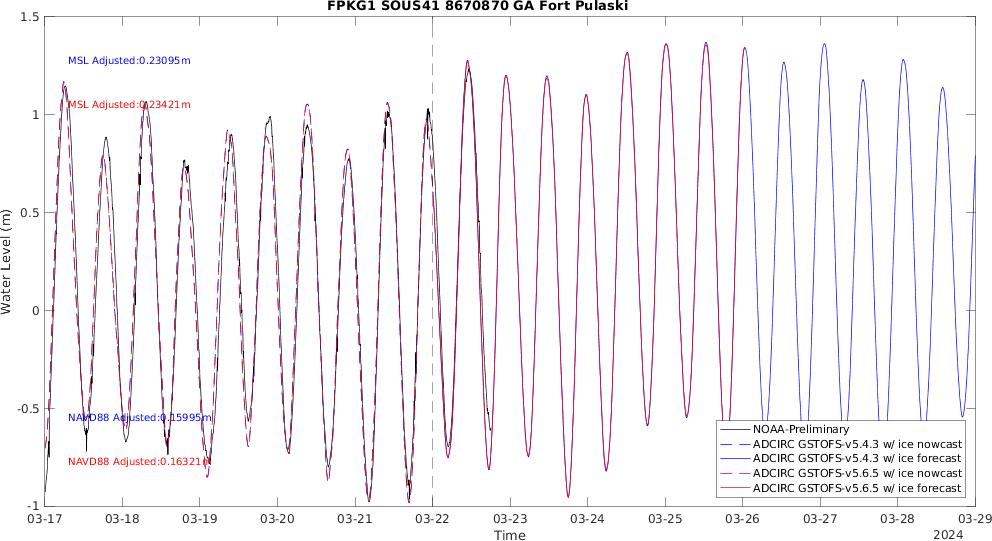 FPKG1 SOUS41 8670870 GA Fort Pulaski
1.5
MSL Adjusted:0.23095m
MSL Adjusted:0.23421m
1
0.5
Water Level (m)
0
-0.5
NAVD88 Adjusted:0.15995m
NAVD88 Adjusted:0.16321m
-1
NOAA-Preliminary
ADCIRC GSTOFS-v5.4.3 w/ ice nowcast
ADCIRC GSTOFS-v5.4.3 w/ ice forecast
ADCIRC GSTOFS-v5.6.5 w/ ice nowcast
ADCIRC GSTOFS-v5.6.5 w/ ice forecast
03-17 03-18 03-19 03-20 03-21 03-22 03-23 03-24 03-25 03-26 03-27 03-28 03-29
Time
2024